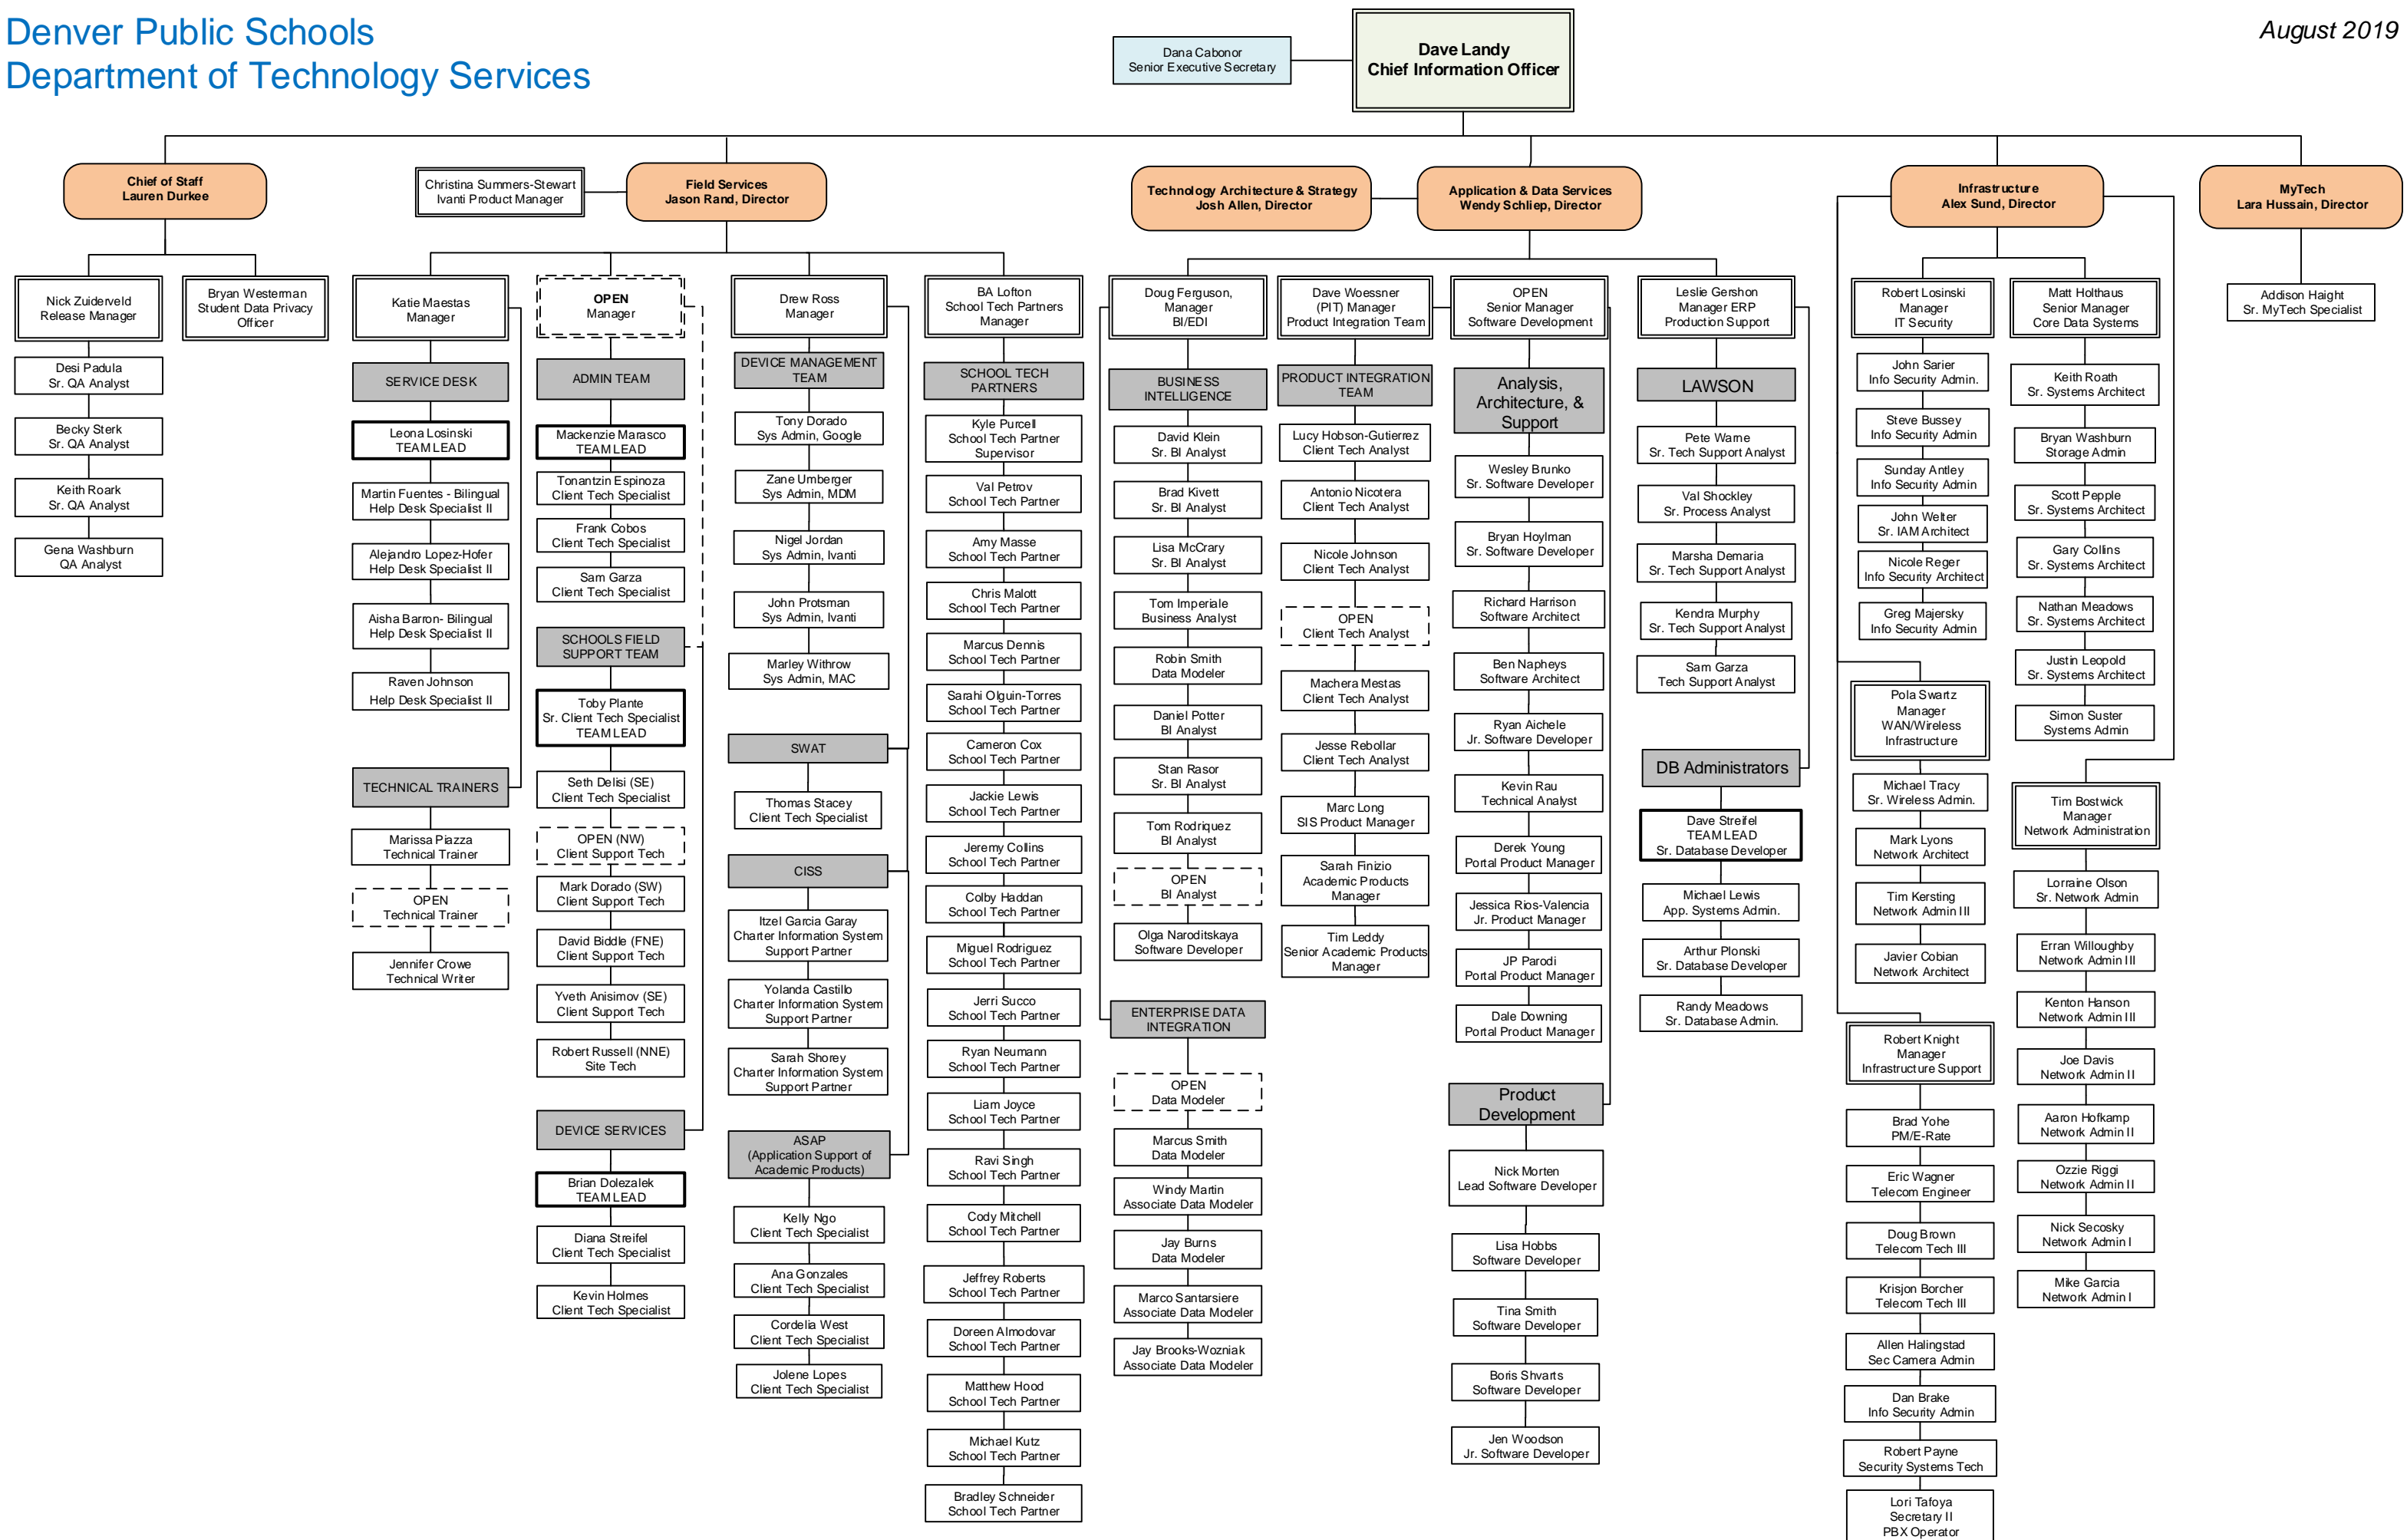 Denver Public Schools
Department of Technology Services
August 2019
Dana Cabonor
Senior Executive Secretary
Dave Landy
Chief Information Officer
Chief of Staff
Lauren Durkee
Christina Summers-Stewart
Ivanti Product Manager
Field Services
Jason Rand, Director
Technology Architecture & Strategy
Josh Allen, Director
Application & Data Services
Wendy Schliep, Director
Infrastructure
Alex Sund, Director
MyTech
Lara Hussain, Director
Nick Zuiderveld
Release Manager
Desi Padula
Sr. QA Analyst
Becky Sterk
Sr. QA Analyst
Keith Roark
Sr. QA Analyst
Gena Washburn
QA Analyst
Bryan Westerman
Student Data Privacy
Officer
Katie Maestas
Manager
SERVICE DESK
Leona Losinski
TEAM LEAD
Martin Fuentes - Bilingual
Help Desk Specialist II
Alejandro Lopez-Hofer
Help Desk Specialist II
Aisha Barron- Bilingual
Help Desk Specialist II
Raven Johnson
Help Desk Specialist II
TECHNICAL TRAINERS
Marissa Piazza
Technical Trainer
OPEN
Technical Trainer
Jennifer Crowe
Technical Writer
OPEN
Manager
ADMIN TEAM
Mackenzie Marasco
TEAM LEAD
Tonantzin Espinoza
Client Tech Specialist
Frank Cobos
Client Tech Specialist
Sam Garza
Client Tech Specialist
SCHOOLS FIELD
SUPPORT TEAM
Toby Plante
Sr. Client Tech Specialist
TEAM LEAD
Seth Delisi (SE)
Client Tech Specialist
OPEN (NW)
Client Support Tech
Mark Dorado (SW)
Client Support Tech
David Biddle (FNE)
Client Support Tech
Yveth Anisimov (SE)
Client Support Tech
Robert Russell (NNE)
Site Tech
DEVICE SERVICES
Brian Dolezalek
TEAM LEAD
Diana Streifel
Client Tech Specialist
Kevin Holmes
Client Tech Specialist
Drew Ross
Manager
DEVICE MANAGEMENT
TEAM
Tony Dorado
Sys Admin, Google
Zane Umberger
Sys Admin, MDM
Nigel Jordan
Sys Admin, Ivanti
John Protsman
Sys Admin, Ivanti
Marley Withrow
Sys Admin, MAC
SWAT
Thomas Stacey
Client Tech Specialist
CISS
Itzel Garcia Garay
Charter Information System
Support Partner
Yolanda Castillo
Charter Information System
Support Partner
Sarah Shorey
Charter Information System
Support Partner
ASAP
(Application Support of
Academic Products)
Kelly Ngo
Client Tech Specialist
Ana Gonzales
Client Tech Specialist
Cordelia West
Client Tech Specialist
Jolene Lopes
Client Tech Specialist
BA Lofton
School Tech Partners
Manager
SCHOOL TECH
PARTNERS
Kyle Purcell
School Tech Partner
Supervisor
Val Petrov
School Tech Partner
Amy Masse
School Tech Partner
Chris Malott
School Tech Partner
Marcus Dennis
School Tech Partner
Sarahi Olguin-Torres
School Tech Partner
Cameron Cox
School Tech Partner
Jackie Lewis
School Tech Partner
Jeremy Collins
School Tech Partner
Colby Haddan
School Tech Partner
Miguel Rodriguez
School Tech Partner
Jerri Succo
School Tech Partner
Ryan Neumann
School Tech Partner
Liam Joyce
School Tech Partner
Ravi Singh
School Tech Partner
Cody Mitchell
School Tech Partner
Jeffrey Roberts
School Tech Partner
Doreen Almodovar
School Tech Partner
Matthew Hood
School Tech Partner
Michael Kutz
School Tech Partner
Bradley Schneider
School Tech Partner
Doug Ferguson,
Manager
BI/EDI
BUSINESS
INTELLIGENCE
David Klein
Sr. BI Analyst
Brad Kivett
Sr. BI Analyst
Lisa McCrary
Sr. BI Analyst
Tom Imperiale
Business Analyst
Robin Smith
Data Modeler
Daniel Potter
BI Analyst
Stan Rasor
Sr. BI Analyst
Tom Rodriquez
BI Analyst
OPEN
BI Analyst
Olga Naroditskaya
Software Developer
ENTERPRISE DATA
INTEGRATION
OPEN
Data Modeler
Marcus Smith
Data Modeler
Windy Martin
Associate Data Modeler
Jay Burns
Data Modeler
Marco Santarsiere
Associate Data Modeler
Jay Brooks-Wozniak
Associate Data Modeler
Dave Woessner
(PIT) Manager
Product Integration Team
PRODUCT INTEGRATION
TEAM
Lucy Hobson-Gutierrez
Client Tech Analyst
Antonio Nicotera
Client Tech Analyst
Nicole Johnson
Client Tech Analyst
OPEN
Client Tech Analyst
Machera Mestas
Client Tech Analyst
Jesse Rebollar
Client Tech Analyst
Marc Long
SIS Product Manager
Sarah Finizio
Academic Products
Manager
Tim Leddy
Senior Academic Products
Manager
OPEN
Senior Manager
Software Development
Analysis,
Architecture, &
Support
Wesley Brunko
Sr. Software Developer
Bryan Hoylman
Sr. Software Developer
Richard Harrison
Software Architect
Ben Napheys
Software Architect
Ryan Aichele
Jr. Software Developer
Kevin Rau
Technical Analyst
Derek Young
Portal Product Manager
Jessica Rios-Valencia
Jr. Product Manager
JP Parodi
Portal Product Manager
Dale Downing
Portal Product Manager
Product
Development
Nick Morten
Lead Software Developer
Lisa Hobbs
Software Developer
Tina Smith
Software Developer
Boris Shvarts
Software Developer
Jen Woodson
Jr. Software Developer
Leslie Gershon
Manager ERP
Production Support
LAWSON
Pete Warne
Sr. Tech Support Analyst
Val Shockley
Sr. Process Analyst
Marsha Demaria
Sr. Tech Support Analyst
Kendra Murphy
Sr. Tech Support Analyst
Sam Garza
Tech Support Analyst
DB Administrators
Dave Streifel
TEAM LEAD
Sr. Database Developer
Michael Lewis
App. Systems Admin.
Arthur Plonski
Sr. Database Developer
Randy Meadows
Sr. Database Admin.
Robert Losinski
Manager
IT Security
John Sarier
Info Security Admin.
Steve Bussey
Info Security Admin
Sunday Antley
Info Security Admin
John Welter
Sr. IAM Architect
Nicole Reger
Info Security Architect
Greg Majersky
Info Security Admin
Pola Swartz
Manager
WAN/Wireless
Infrastructure
Michael Tracy
Sr. Wireless Admin.
Mark Lyons
Network Architect
Tim Kersting
Network Admin III
Javier Cobian
Network Architect
Robert Knight
Manager
Infrastructure Support
Brad Yohe
PM/E-Rate
Eric Wagner
Telecom Engineer
Doug Brown
Telecom Tech III
Krisjon Borcher
Telecom Tech III
Allen Halingstad
Sec Camera Admin
Dan Brake
Info Security Admin
Robert Payne
Security Systems Tech
Lori Tafoya
Secretary II
PBX Operator
Matt Holthaus
Senior Manager
Core Data Systems
Keith Roath
Sr. Systems Architect
Bryan Washburn
Storage Admin
Scott Pepple
Sr. Systems Architect
Gary Collins
Sr. Systems Architect
Nathan Meadows
Sr. Systems Architect
Justin Leopold
Sr. Systems Architect
Simon Suster
Systems Admin
Tim Bostwick
Manager
Network Administration
Lorraine Olson
Sr. Network Admin
Erran Willoughby
Network Admin III
Kenton Hanson
Network Admin III
Joe Davis
Network Admin II
Aaron Hofkamp
Network Admin II
Ozzie Riggi
Network Admin II
Nick Secosky
Network Admin I
Mike Garcia
Network Admin I
Addison Haight
Sr. MyTech Specialist